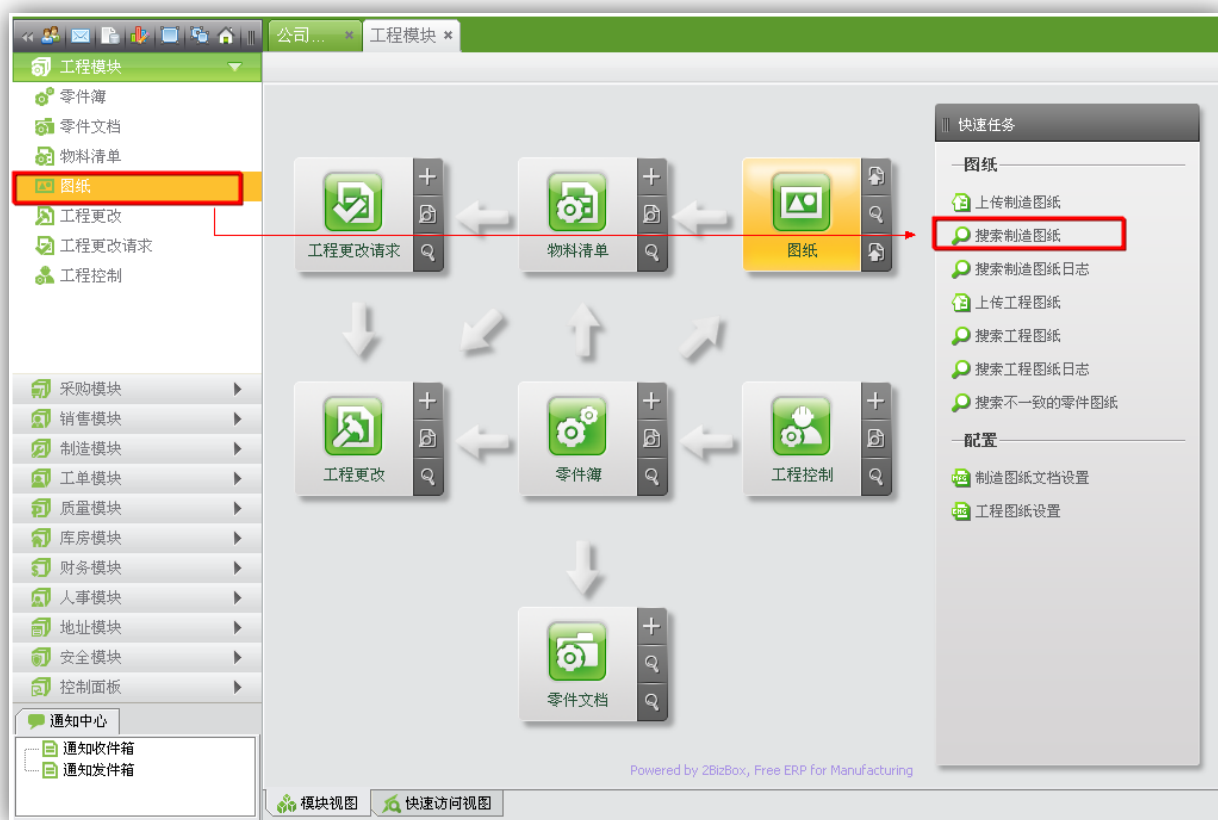 公司...
工程模块
工程模块
零件簿
零件文档
物料清单
图纸
工程更改
工程更改请求
工程控制
采购模块
销售模块
制造模块
工单模块
质量模块
库房模块
财务模块
人事模块
地址模块
安全模块
控制面板
通知中心
通知收件箱
通知发件箱
工程更改请求
物料清单
图纸
工程更改
零件簿
工程控制
零件文档
Powered by 2BizBox, Free ERP for Manufacturing
模块视图
快速访问视图
快速任务
图纸
上传制造图纸
搜索制造图纸
搜索制造图纸日志
上传工程图纸
搜索工程图纸
搜索工程图纸日志
搜索不一致的零件图纸
配置
制造图纸文档设置
工程图纸设置